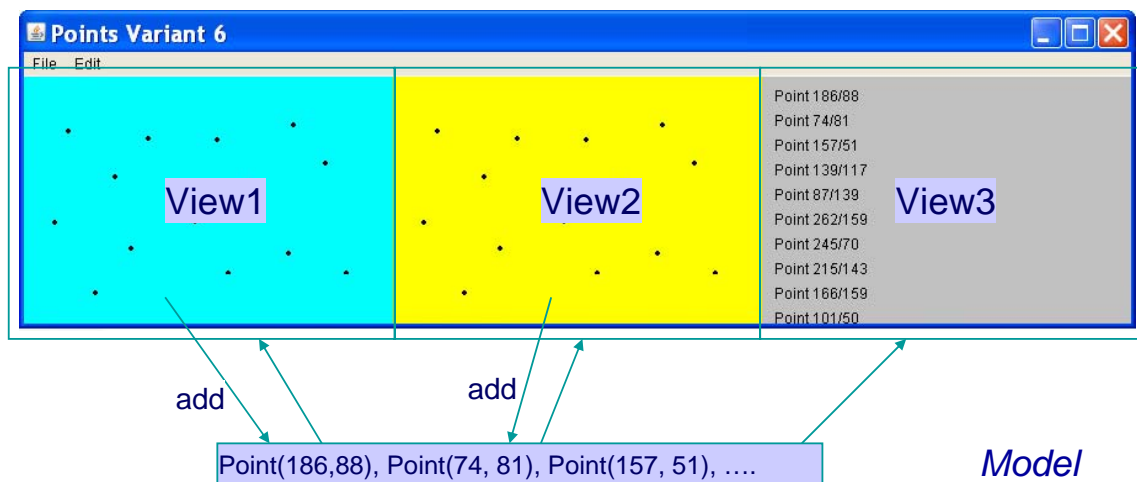 Points Variant 6
File Edit
Point 186/88
Point 74/81
Point 157/51
Point 139/117
Point 87/139
Point 262/159
Point 245/70
Point 215/143
Point 166/159
Point 101/50
View1
View2
View3
add
add
Point(186,88), Point(74, 81), Point(157, 51), ....
Model